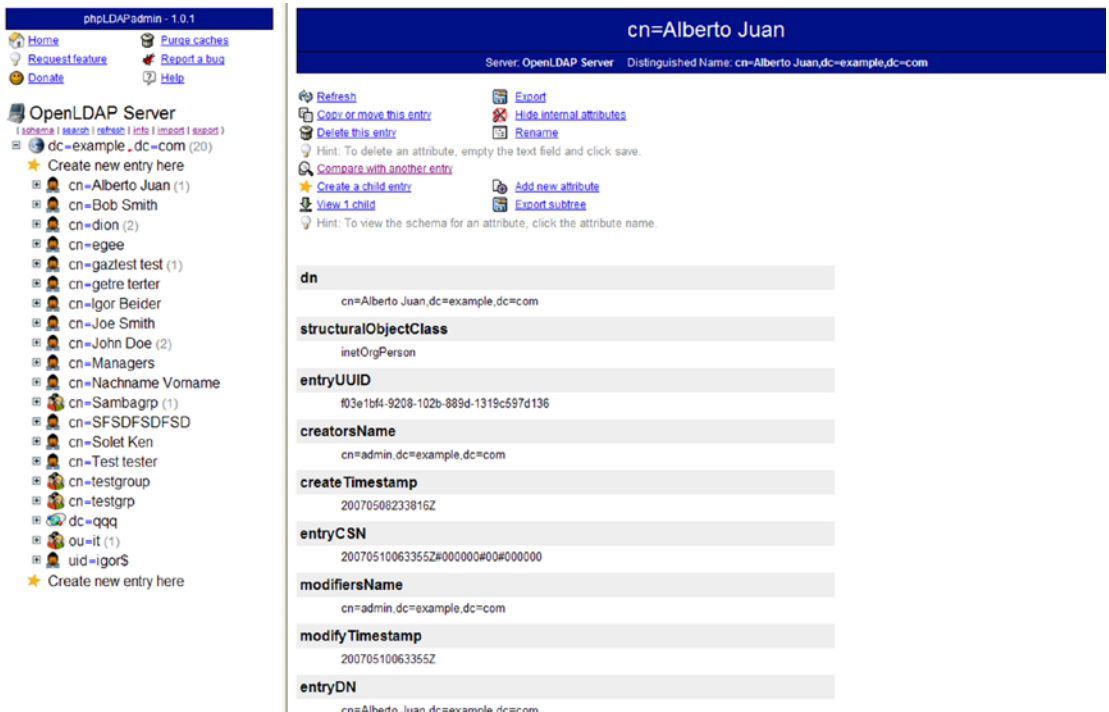 phpLDAPadmin - 1.0.1
Home
Purge caches
Request feature
Report a bug
Donate
Help
OpenLDAP Server
( schema | search | refresh | info | import | export )
dc=example,dc=com (20)
Create new entry here
cn=Alberto Juan (1)
cn=Bob Smith
cn=dion (2)
cn=egee
cn=gaztest test (1)
cn=getre terter
cn=Igor Beider
cn=Joe Smith
cn=John Doe (2)
cn=Managers
cn=Nachname Vorname
cn=Sambagrp (1)
cn=SFSDFSDFSD
cn=Solet Ken
cn=Test tester
cn=testgroup
cn=testgrp
dc=qqq
ou=it (1)
uid=igor$
Create new entry here
cn=Alberto Juan
Server: OpenLDAP Server Distinguished Name: cn=Alberto Juan,dc=example,dc=com
Refresh
Export
Copy or move this entry
Hide internal attributes
Delete this entry
Rename
Hint: To delete an attribute, empty the text field and click save.
Compare with another entry
Create a child entry
Add new attribute
View 1 child
Export subtree
Hint: To view the schema for an attribute, click the attribute name.
dn
cn=Alberto Juan,dc=example,dc=com
structuralObjectClass
inetOrgPerson
entryUUID
f03e1bf4-9208-102b-889d-1319c597d136
creatorsName
cn=admin,dc=example,dc=com
createTimestamp
20070508233816Z
entryCSN
20070510063355Z#000000#00#000000
modifiersName
cn=admin,dc=example,dc=com
modifyTimestamp
20070510063355Z
entryDN
cn=Alberto Juan,dc=example,dc=com